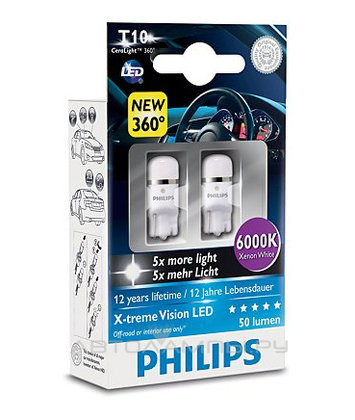 T10
CeraLight™ 360°
LED
PHILIPS
NEW
360°
PHILIPS
5x more light
5x mehr Licht
6000K
Xenon White
12 years lifetime / 12 Jahre Lebensdauer
X-treme Vision LED
Off-road or interior use only*
50 lumen
PHILIPS